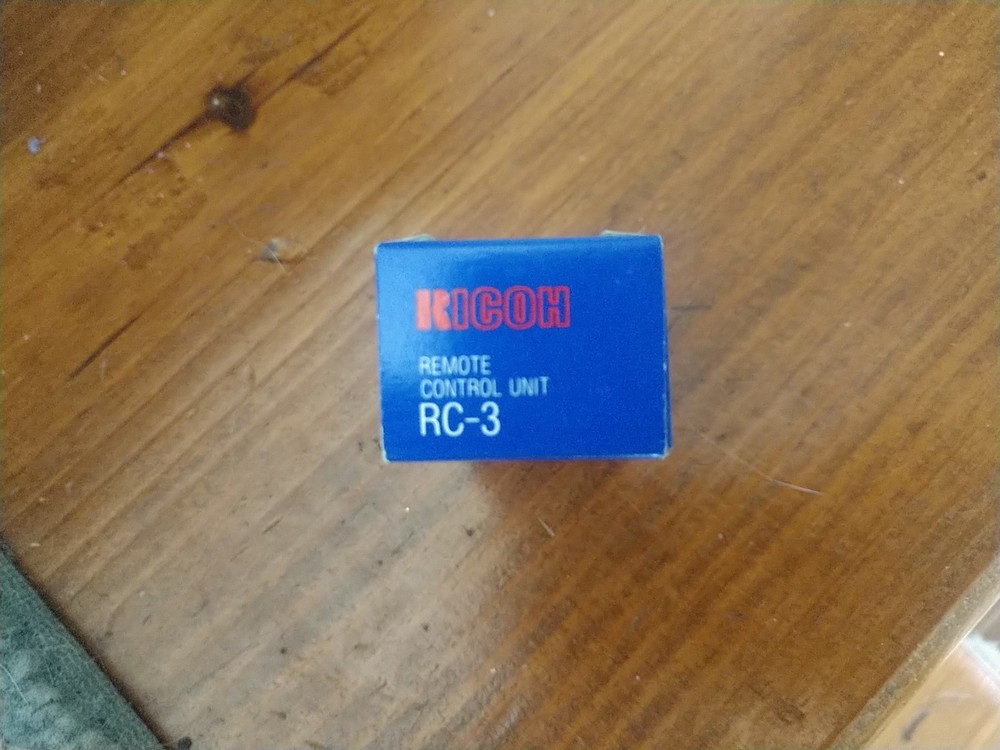 RICOH
REMOTE
CONTROL UNIT
RC-3